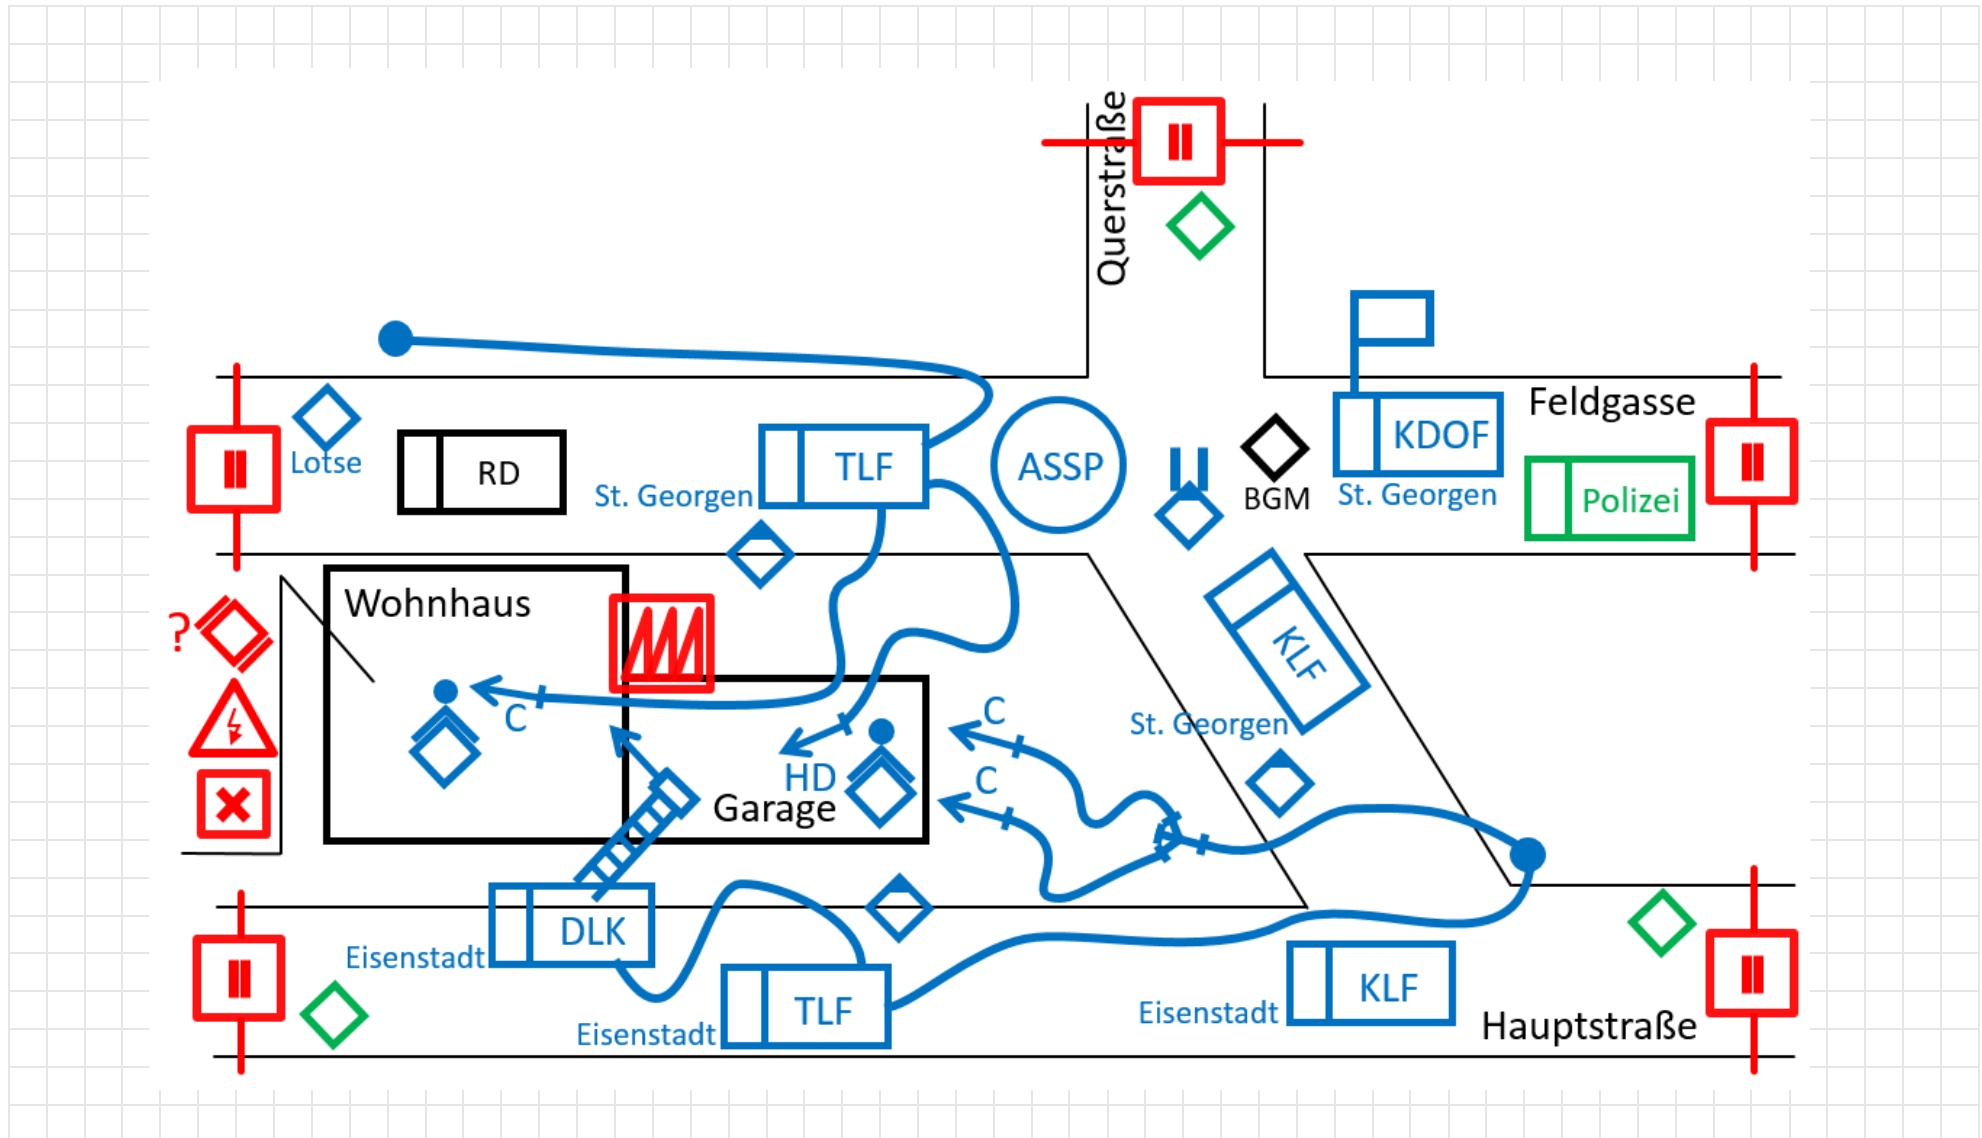 Querstraße
Feldgasse
Lotse
RD
TLF
St. Georgen
ASSP
BGM
KDOF
St. Georgen
Polizei
Wohnhaus
?
C
HD
Garage
C
C
KLF
St. Georgen
DLK
Eisenstadt
TLF
Eisenstadt
KLF
Eisenstadt
Hauptstraße